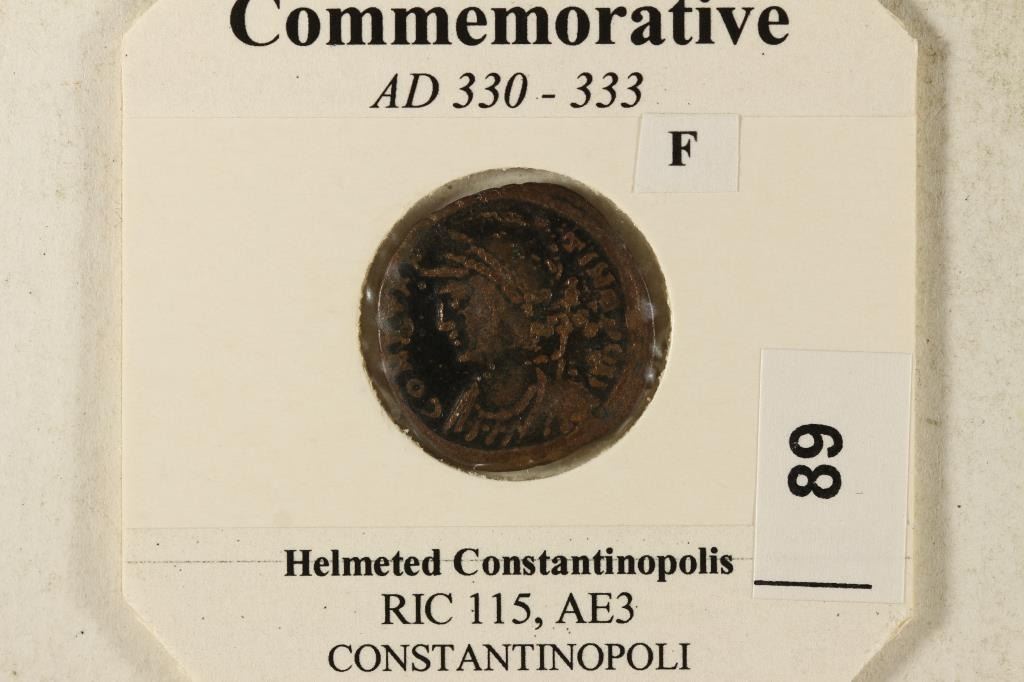 Commemorative
AD 330 - 333
F
89
Helmeted Constantinopolis
RIC 115, AE3
CONSTANTINOPOLI